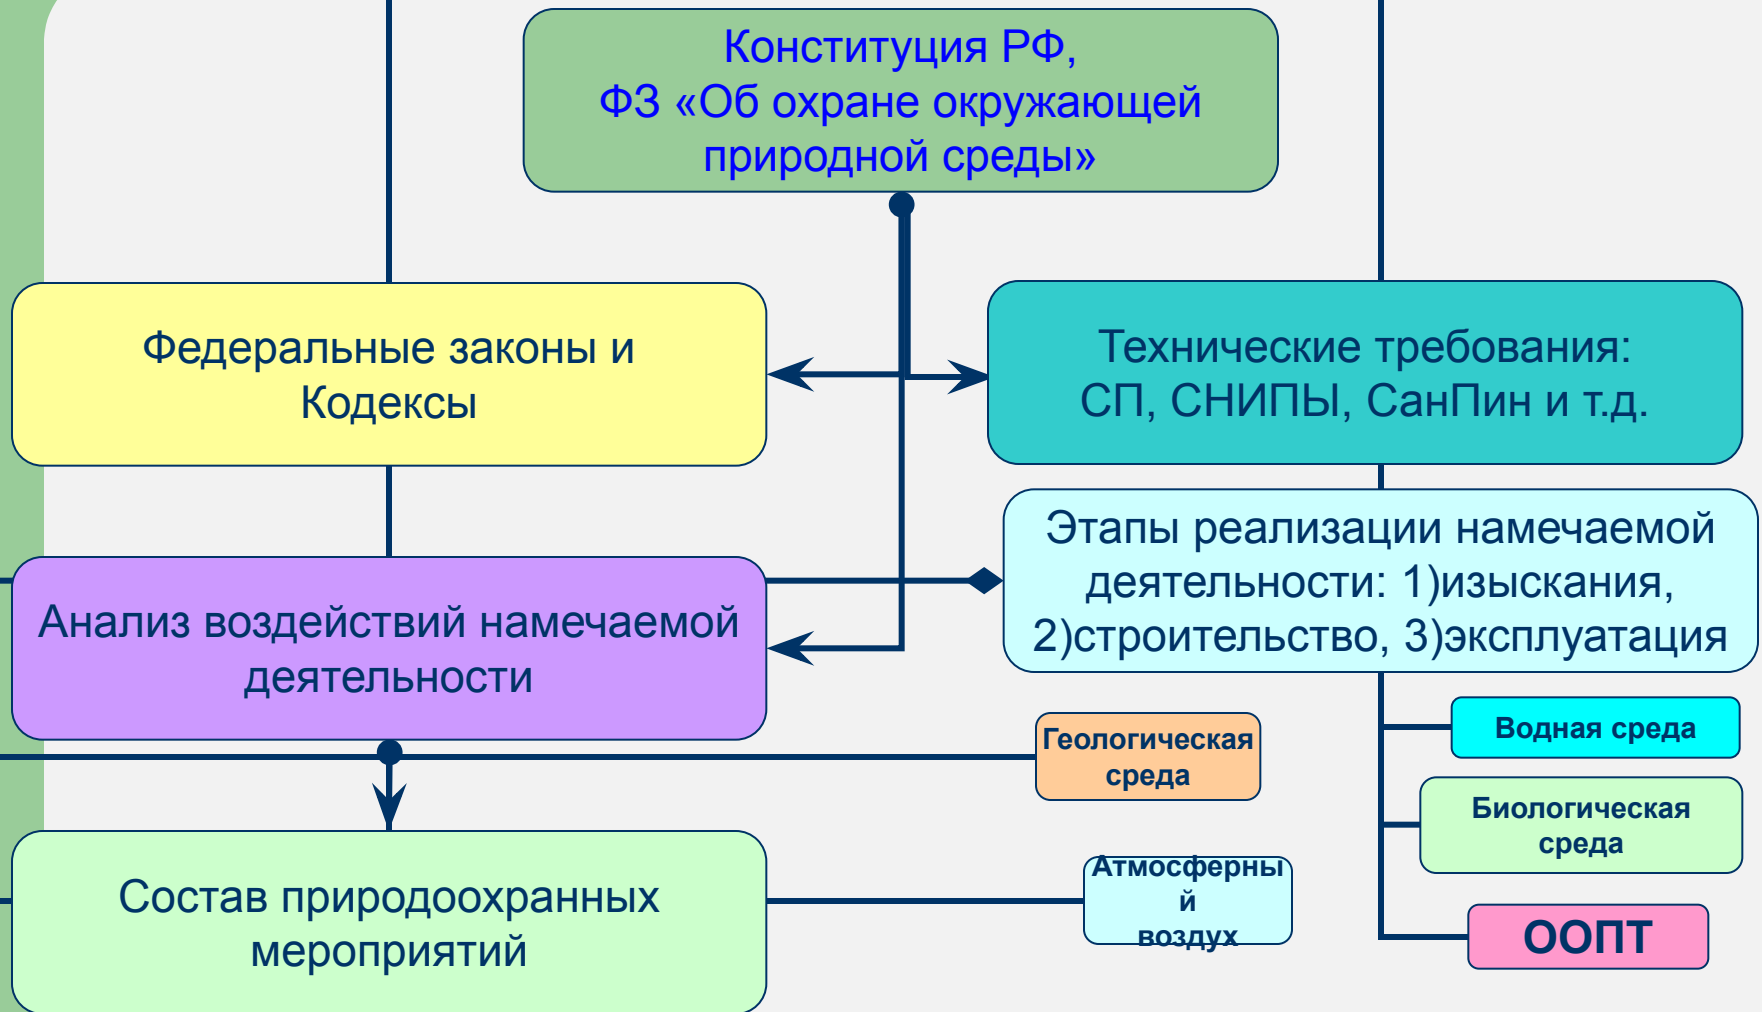 Конституция РФ,
ФЗ «Об охране окружающей
природной среды»
Федеральные законы и
Кодексы
Технические требования:
СП, СНИПЫ, СанПин и т.д.
Этапы реализации намечаемой
деятельности: 1)изыскания,
2)строительство, 3)эксплуатация
Анализ воздействий намечаемой
деятельности
Водная среда
Геологическая
среда
Биологическая
среда
Состав природоохранных
мероприятий
Атмосферны
й
воздух
ООПТ